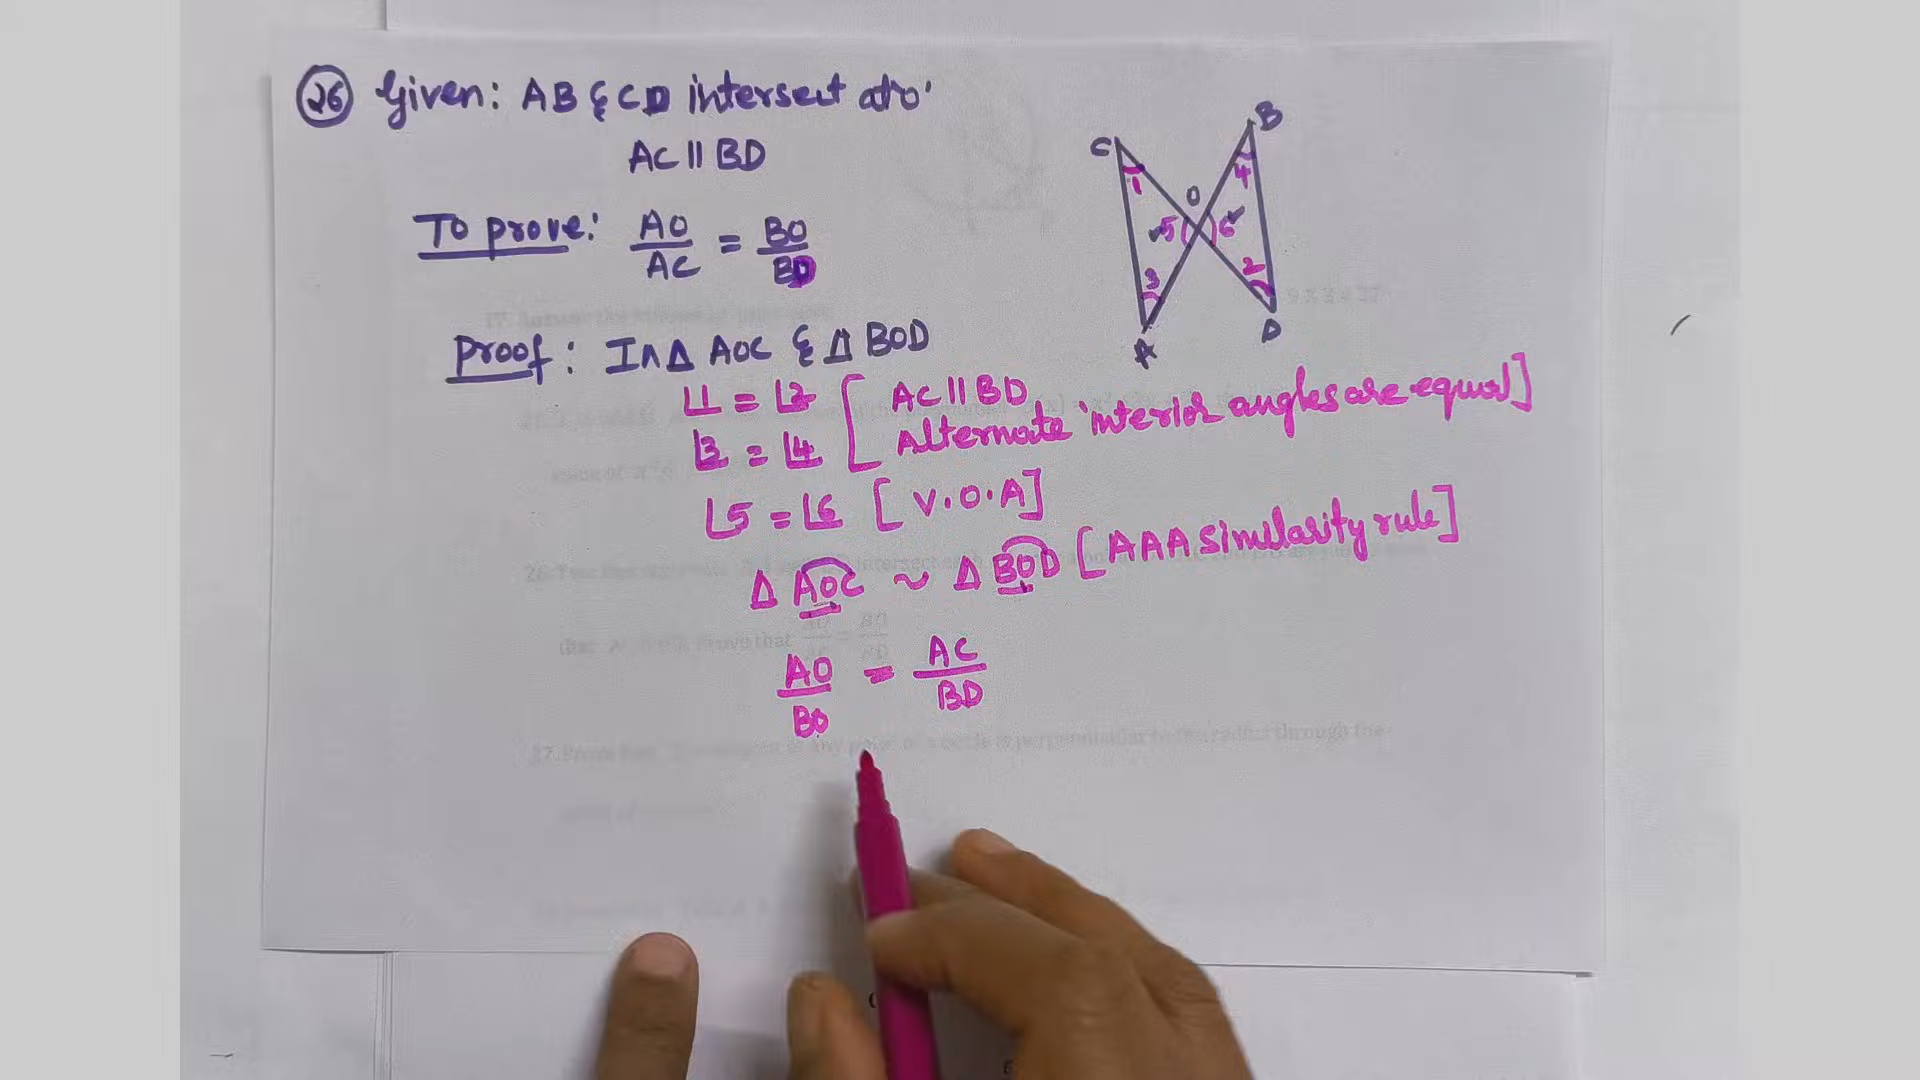 26 Given: AB & CD intersect at 'O'
AC || BD
To prove: AO/AC = BO/BD
Proof: In Δ AOC & Δ BOD
∠1 = ∠2 [AC || BD
∠3 = ∠4 Alternate interior angles are equal]
∠5 = ∠6 [V.O.A]
Δ AOC ~ Δ BOD [AAA similarity rule]
AO/BO = AC/BD
C
B
1
4
O
5
6
3
2
A
D